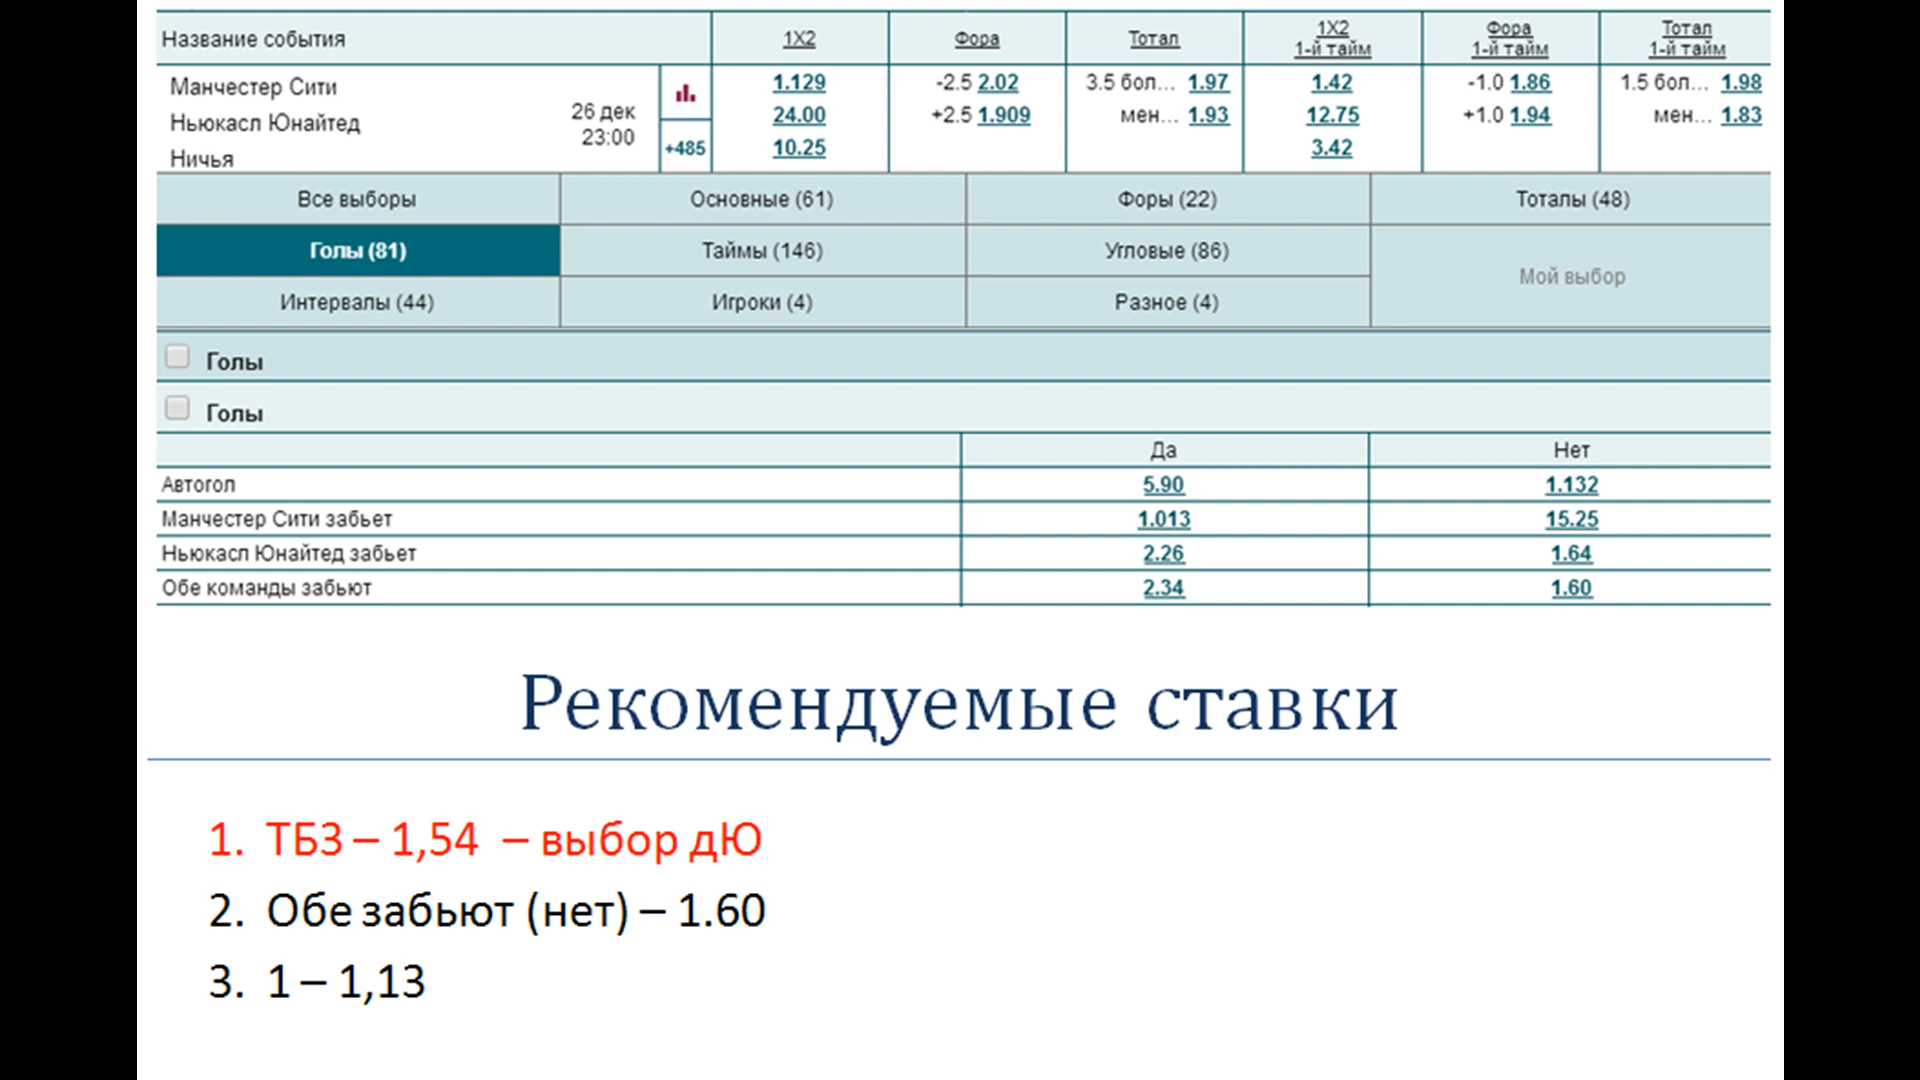 Название события 1X2 Фора Тотал 1X2 1-й тайм Фора 1-й тайм Тотал 1-й тайм
Манчестер Сити 1.129 -2.5 2.02 3.5 бол... 1.97 1.42 -1.0 1.86 1.5 бол... 1.98
Ньюкасл Юнайтед 26 дек 23:00 24.00 +2.5 1.909 мен... 1.93 12.75 +1.0 1.94 мен... 1.83
Ничья +485 10.25 3.42
Все выборы Основные (61) Форы (22) Тоталы (48)
Голы (81) Таймы (146) Угловые (86) Мой выбор
Интервалы (44) Игроки (4) Разное (4)
Голы
Голы
Да Нет
Автогол 5.90 1.132
Манчестер Сити забьет 1.013 15.25
Ньюкасл Юнайтед забьет 2.26 1.64
Обе команды забьют 2.34 1.60
Рекомендуемые ставки
1. ТБ3 – 1,54 – выбор дЮ
2. Обе забьют (нет) – 1.60
3. 1 – 1,13